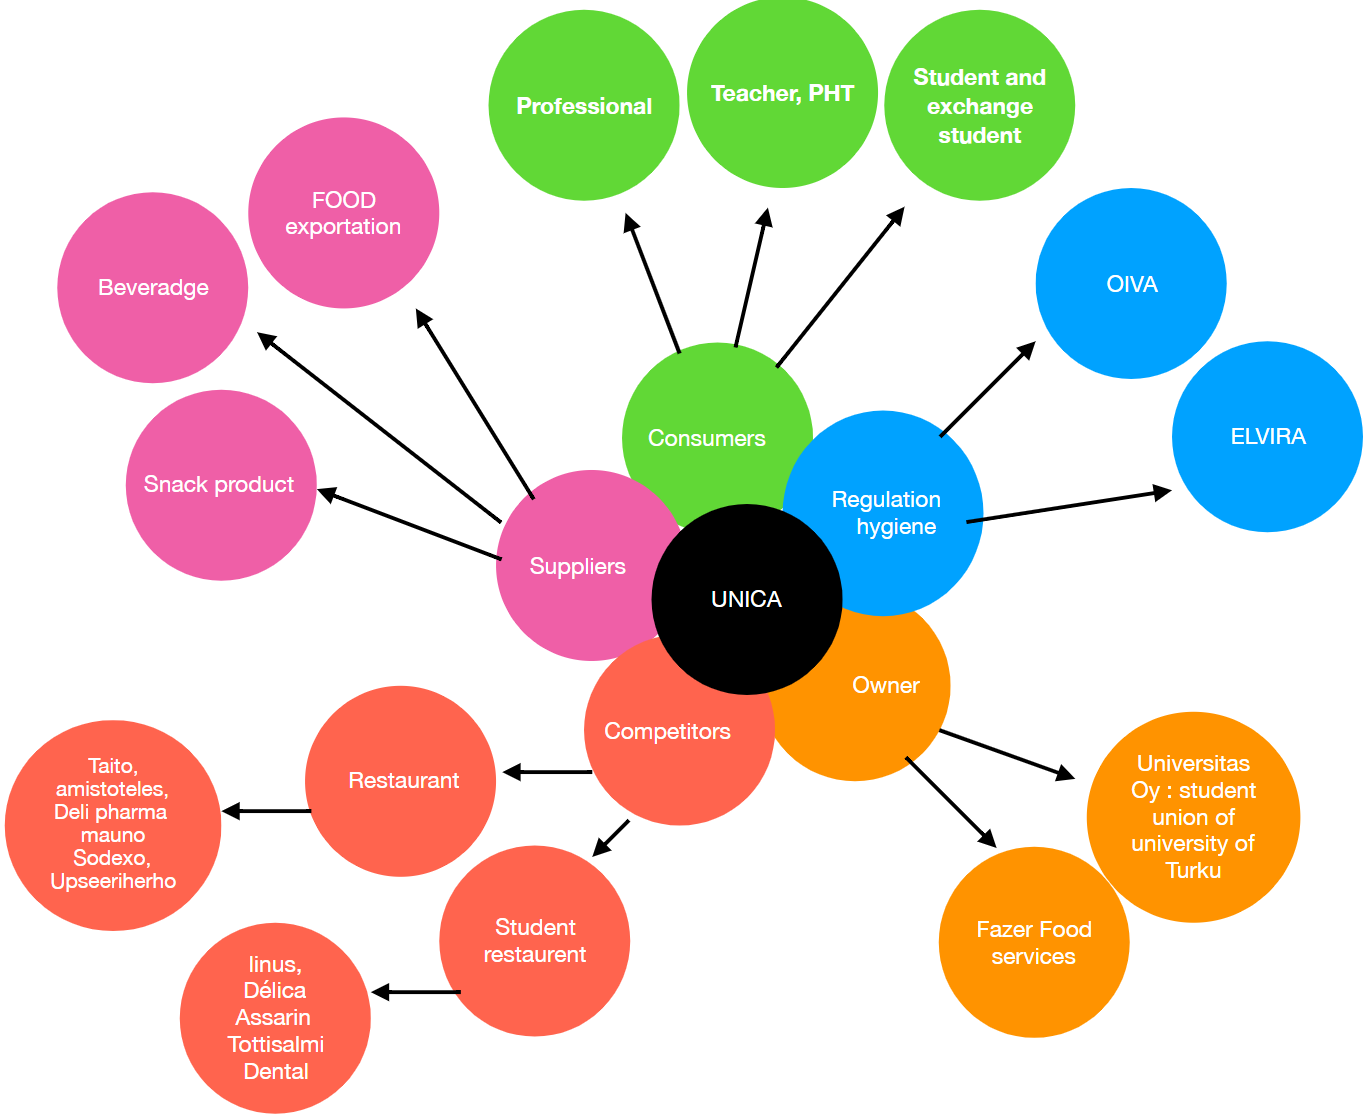 Professional
Teacher, PHT
Student and
exchange
student
FOOD
exportation
Beveradge
OIVA
Snack product
Consumers
ELVIRA
Regulation
hygiene
Suppliers
UNICA
Owner
Competitors
Restaurant
Taito,
amistoteles,
Deli pharma
mauno
Sodexo,
Upseeriherho
Universitas
Oy : student
union of
university of
Turku
Student
restaurent
Fazer Food
services
linus,
Délica
Assarin
Tottisalmi
Dental